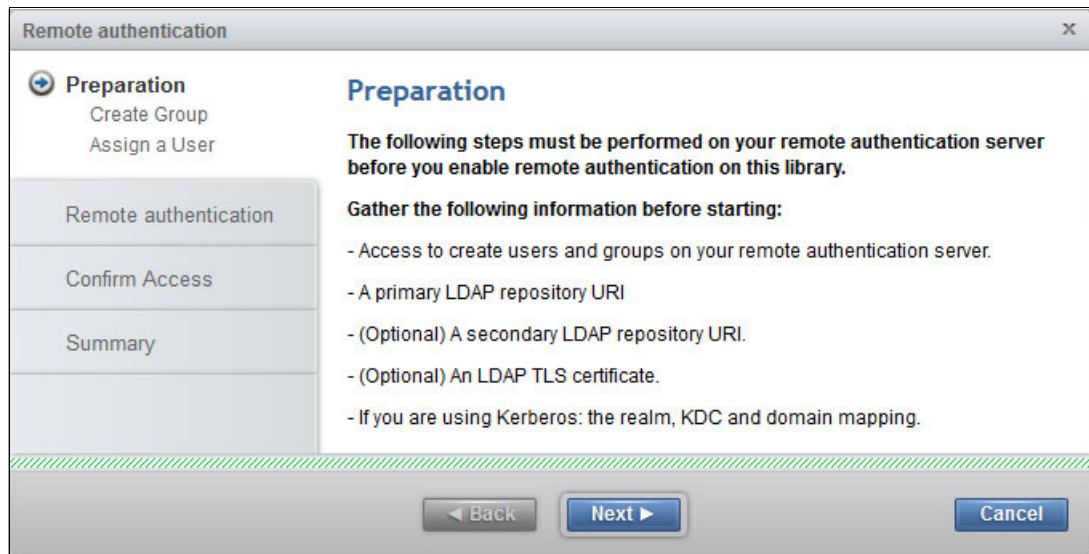 Remote authentication
x
Preparation
Create Group
Assign a User
Remote authentication
Confirm Access
Summary
Preparation
The following steps must be performed on your remote authentication server
before you enable remote authentication on this library.
Gather the following information before starting:
- Access to create users and groups on your remote authentication server.
- A primary LDAP repository URI
- (Optional) A secondary LDAP repository URI.
- (Optional) An LDAP TLS certificate.
- If you are using Kerberos: the realm, KDC and domain mapping.
Back
Next
Cancel